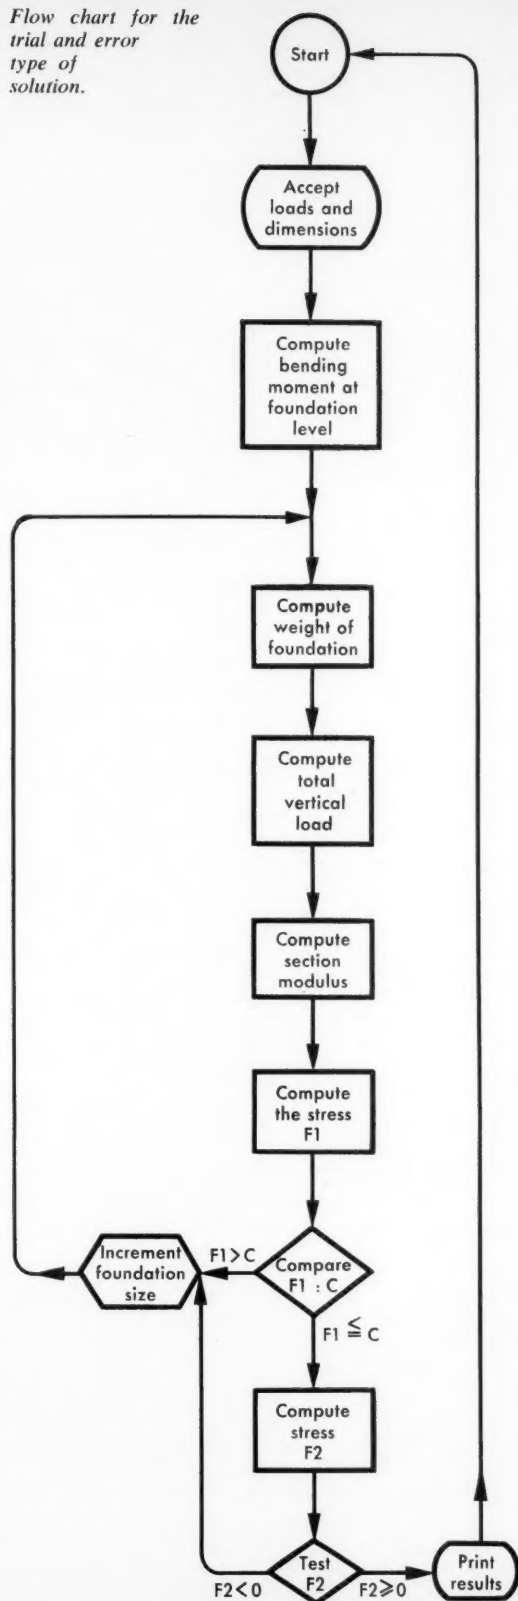 Flow chart for the
trial and error
type of
solution.
Start
Accept
loads and
dimensions
Compute
bending
moment at
foundation
level
Compute
weight of
foundation
Compute
total
vertical
load
Compute
section
modulus
Compute
the stress
F1
Increment
foundation
size
F1>C
Compare
F1 : C
F1 ≦ C
Compute
stress
F2
Test
F2
F2<0
F2⩾0
Print
results